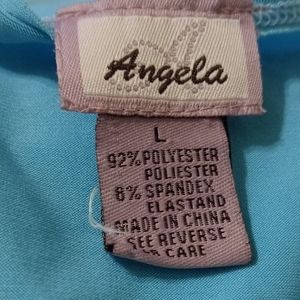 Angela
L
92% POLYESTER
POLIESTER
8% SPANDEX
ELASTAND
MADE IN CHINA
SEE REVERSE
CARE